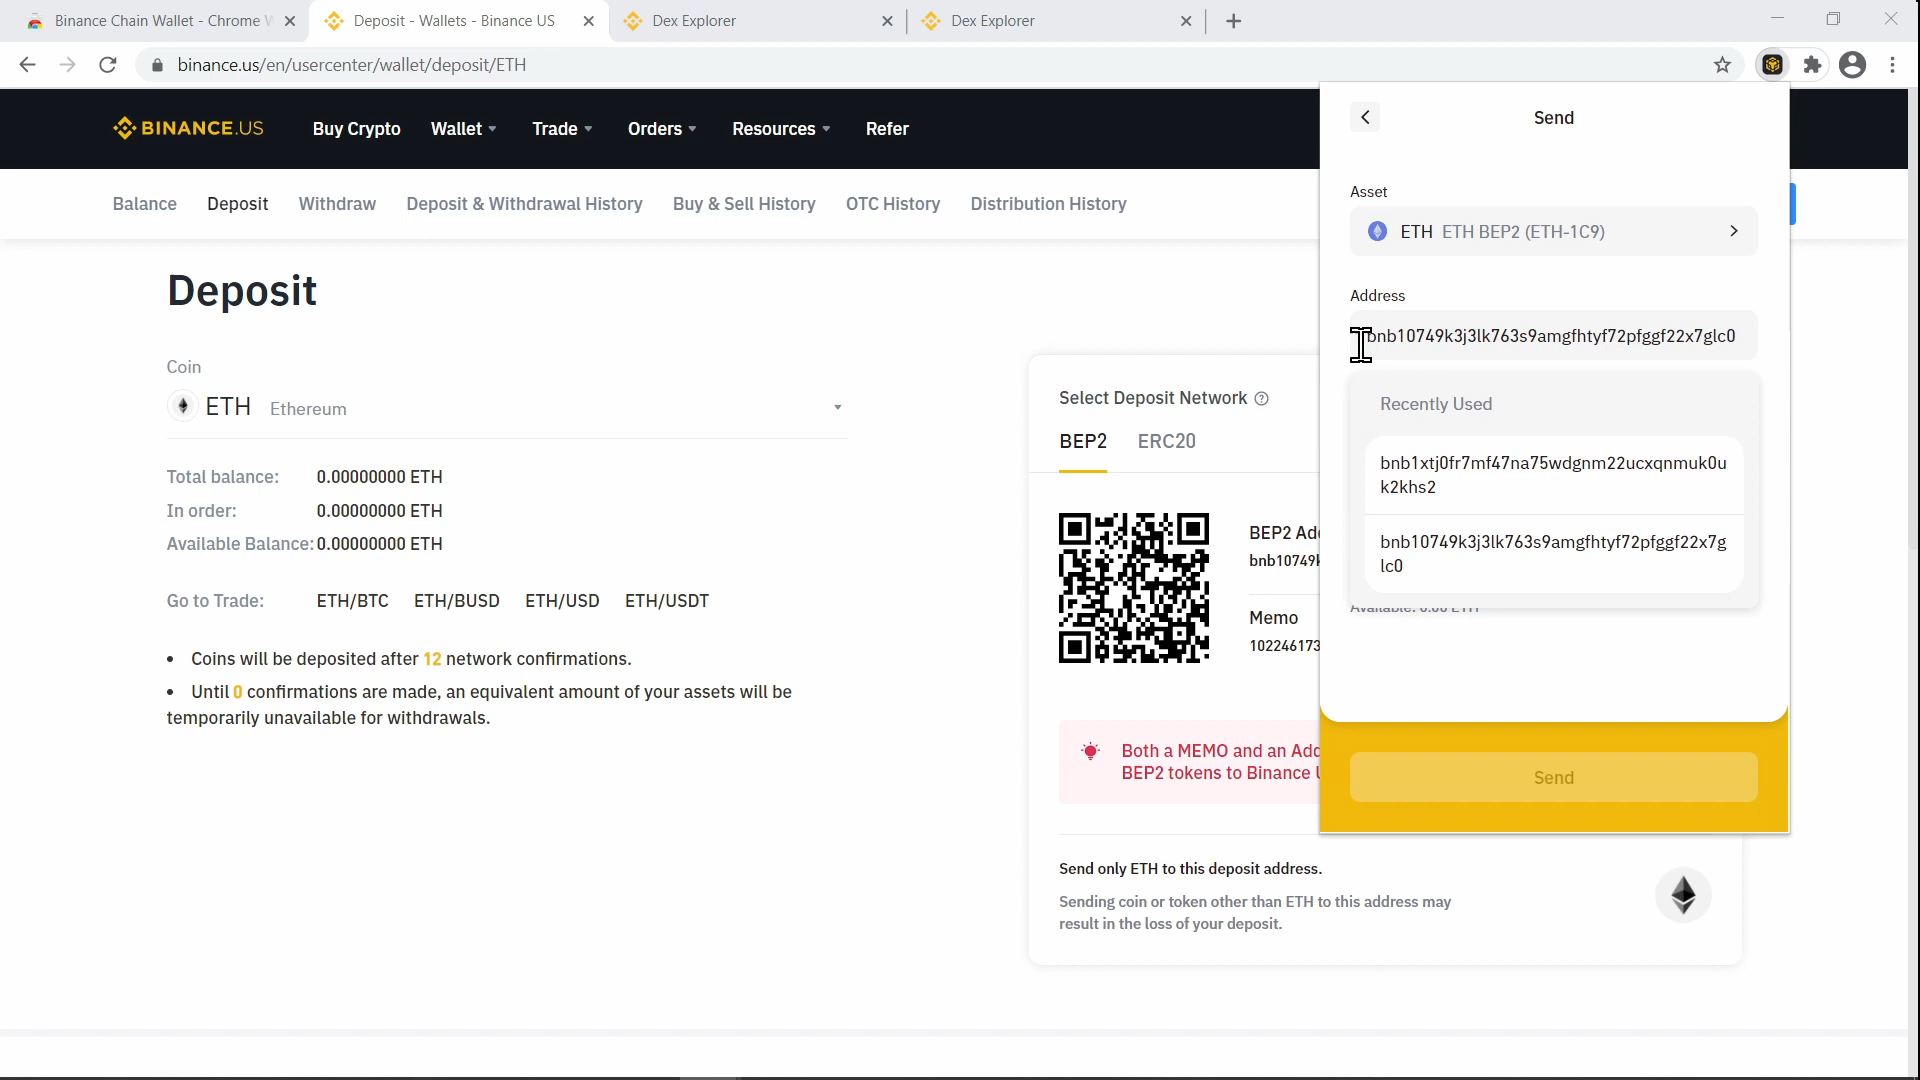 Binance Chain Wallet - Chrome
Deposit - Wallets - Binance US
Dex Explorer
Dex Explorer
binance.us/en/usercenter/wallet/deposit/ETH
BINANCE.US
Buy Crypto
Wallet
Trade
Orders
Resources
Refer
Balance
Deposit
Withdraw
Deposit & Withdrawal History
Buy & Sell History
OTC History
Distribution History
Deposit
Coin
ETH Ethereum
Total balance: 0.00000000 ETH
In order: 0.00000000 ETH
Available Balance: 0.00000000 ETH
Go to Trade: ETH/BTC ETH/BUSD ETH/USD ETH/USDT
• Coins will be deposited after 12 network confirmations.
• Until 0 confirmations are made, an equivalent amount of your assets will be
temporarily unavailable for withdrawals.
Select Deposit Network
BEP2 ERC20
BEP2
Memo
102246173
Both a MEMO and an
BEP2 tokens to Binance
Send only ETH to this deposit address.
Sending coin or token other than ETH to this address may
result in the loss of your deposit.
Send
Asset
ETH ETH BEP2 (ETH-1C9)
Address
bnb10749k3j3lk763s9amgfhtyf72pfggf22x7glc0
Recently Used
bnb1xtj0fr7mf47na75wdgnm22ucxqnmuk0u
k2khs2
bnb10749k3j3lk763s9amgfhtyf72pfggf22x7g
lc0
Available: 0.00 ETH
Send